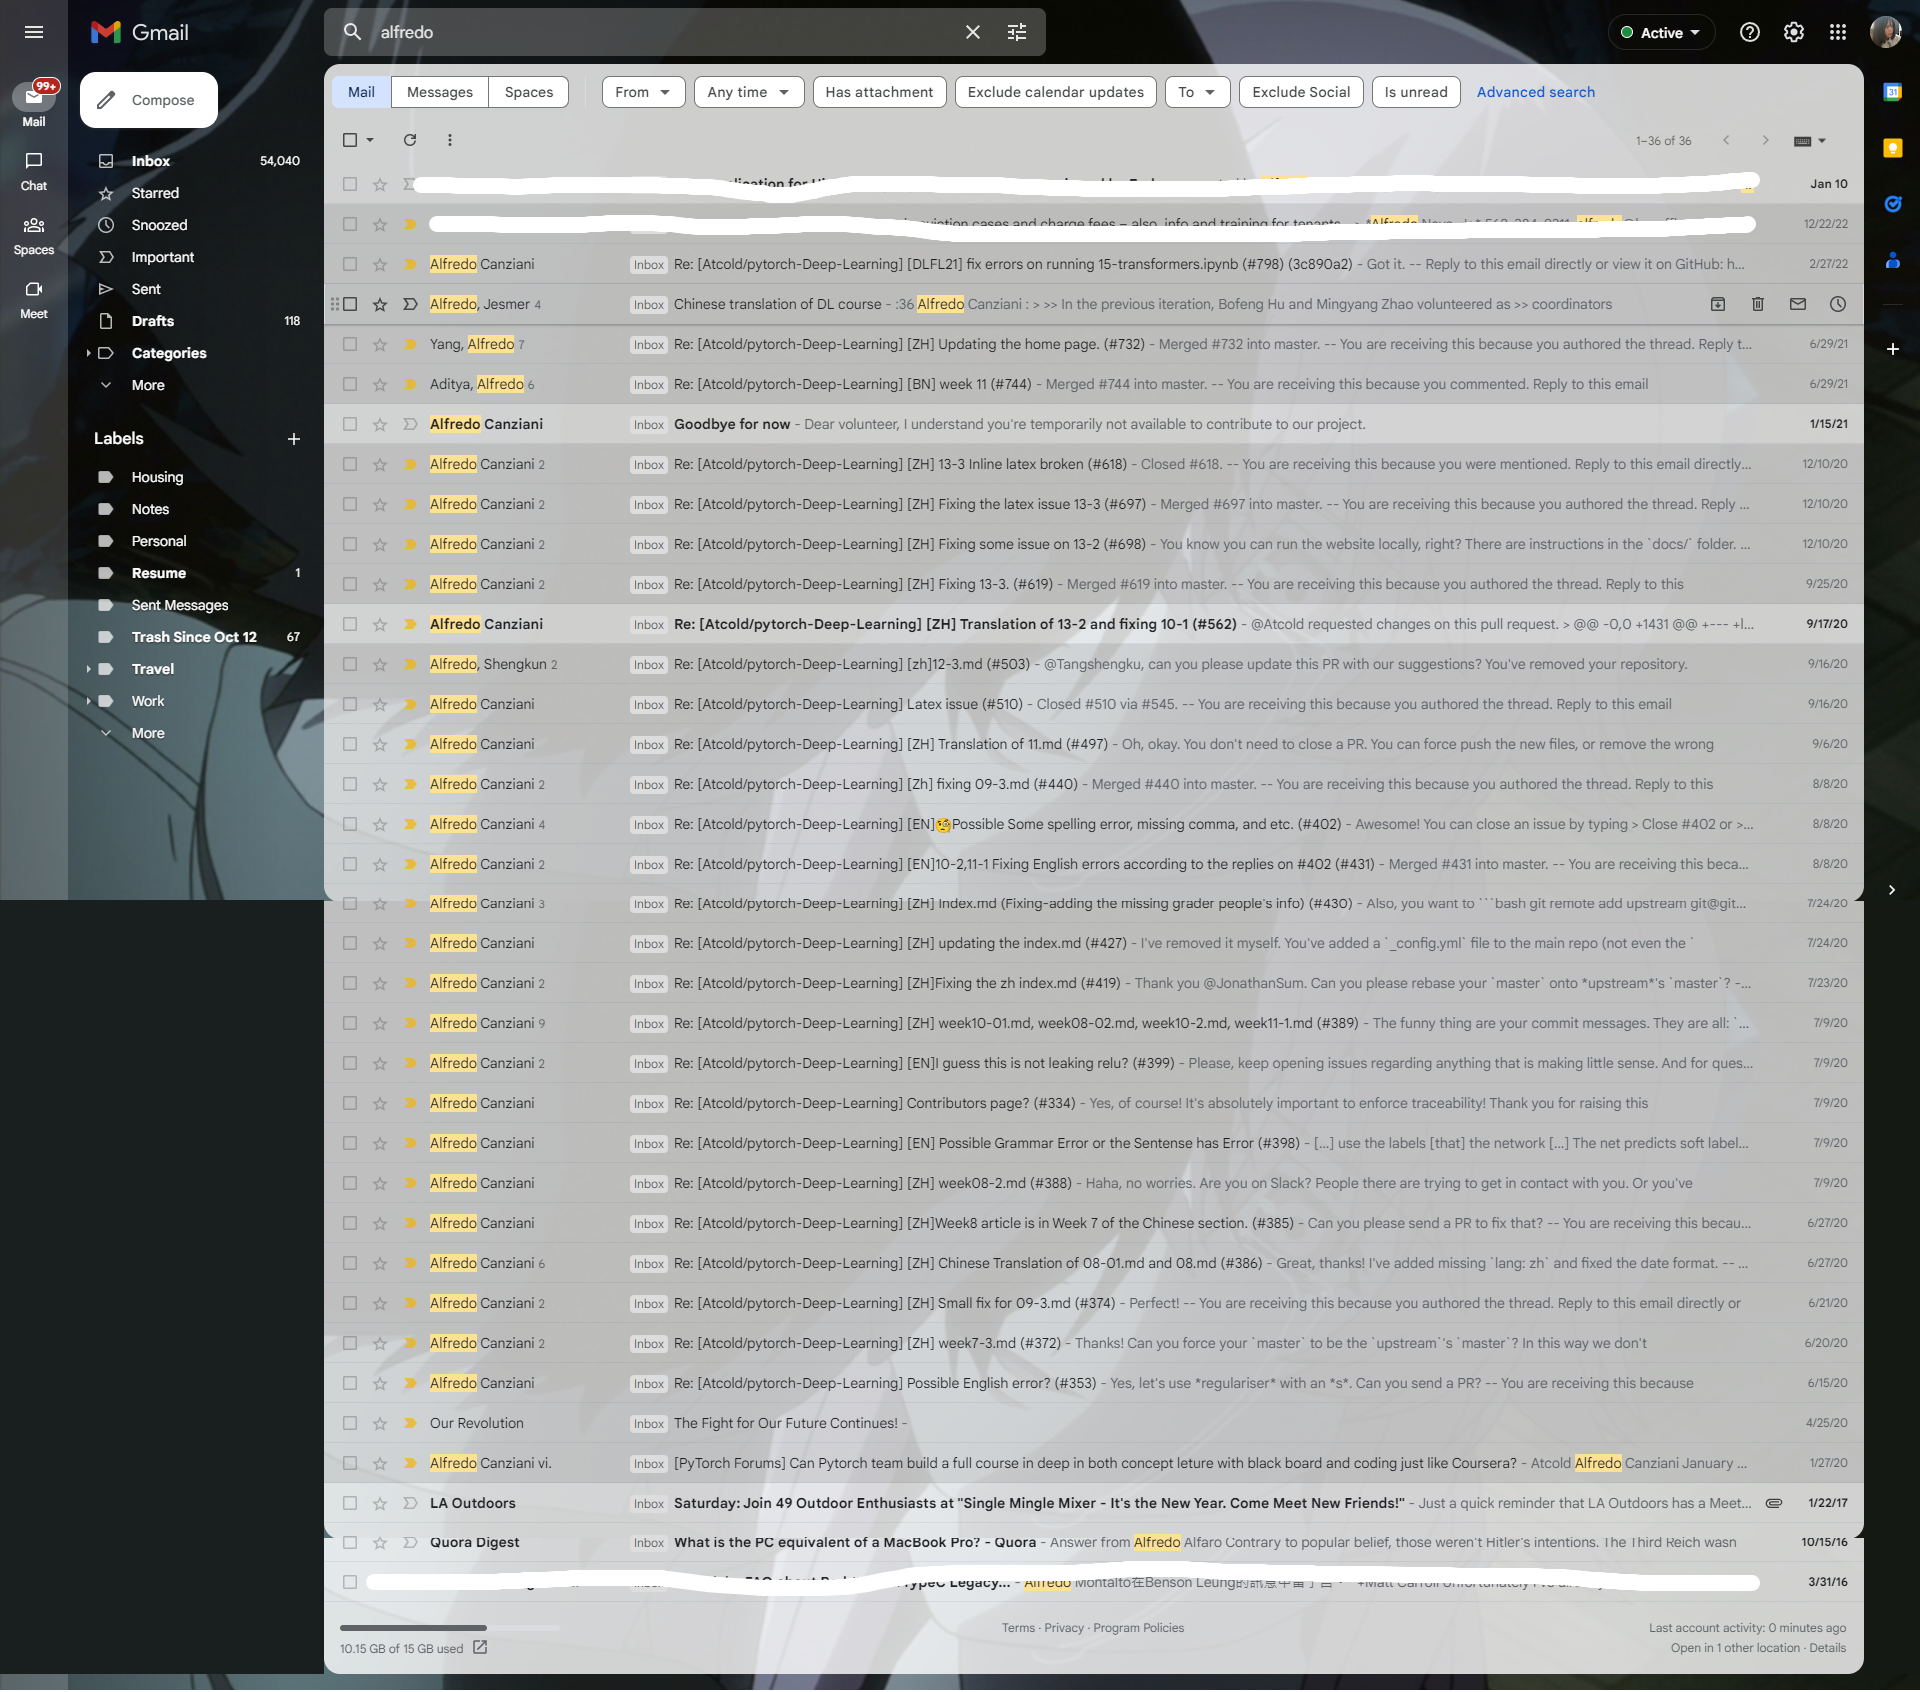 Gmail
alfredo
Active
99+
Mail
Chat
Spaces
Meet
Compose
Inbox 54,040
Starred
Snoozed
Important
Sent
Drafts 118
Categories
More
Labels
Housing
Notes
Personal
Resume 1
Sent Messages
Trash Since Oct 12 67
Travel
Work
More
Mail Messages Spaces From Any time Has attachment Exclude calendar updates To Exclude Social Is unread Advanced search
1–36 of 36
Jan 10
cases and charge fees – also, info and training for tenants 12/22/22
Alfredo Canziani Inbox Re: [Atcold/pytorch-Deep-Learning] [DLFL21] fix errors on running 15-transformers.ipynb (#798) (3c890a2) - Got it. -- Reply to this email directly or view it on GitHub: h... 2/27/22
Alfredo, Jesmer 4 Inbox Chinese translation of DL course - :36 Alfredo Canziani : > >> In the previous iteration, Bofeng Hu and Mingyang Zhao volunteered as >> coordinators
Yang, Alfredo 7 Inbox Re: [Atcold/pytorch-Deep-Learning] [ZH] Updating the home page. (#732) - Merged #732 into master. -- You are receiving this because you authored the thread. Reply t... 6/29/21
Aditya, Alfredo 6 Inbox Re: [Atcold/pytorch-Deep-Learning] [BN] week 11 (#744) - Merged #744 into master. -- You are receiving this because you commented. Reply to this email 6/29/21
Alfredo Canziani Inbox Goodbye for now - Dear volunteer, I understand you're temporarily not available to contribute to our project. 1/15/21
Alfredo Canziani 2 Inbox Re: [Atcold/pytorch-Deep-Learning] [ZH] 13-3 Inline latex broken (#618) - Closed #618. -- You are receiving this because you were mentioned. Reply to this email directly... 12/10/20
Alfredo Canziani 2 Inbox Re: [Atcold/pytorch-Deep-Learning] [ZH] Fixing the latex issue 13-3 (#697) - Merged #697 into master. -- You are receiving this because you authored the thread. Reply ... 12/10/20
Alfredo Canziani 2 Inbox Re: [Atcold/pytorch-Deep-Learning] [ZH] Fixing some issue on 13-2 (#698) - You know you can run the website locally, right? There are instructions in the `docs/` folder. ... 12/10/20
Alfredo Canziani 2 Inbox Re: [Atcold/pytorch-Deep-Learning] [ZH] Fixing 13-3. (#619) - Merged #619 into master. -- You are receiving this because you authored the thread. Reply to this 9/25/20
Alfredo Canziani Inbox Re: [Atcold/pytorch-Deep-Learning] [ZH] Translation of 13-2 and fixing 10-1 (#562) - @Atcold requested changes on this pull request. > @@ -0,0 +1431 @@ +--- +l... 9/17/20
Alfredo, Shengkun 2 Inbox Re: [Atcold/pytorch-Deep-Learning] [zh]12-3.md (#503) - @Tangshengku, can you please update this PR with our suggestions? You've removed your repository. 9/16/20
Alfredo Canziani Inbox Re: [Atcold/pytorch-Deep-Learning] Latex issue (#510) - Closed #510 via #545. -- You are receiving this because you authored the thread. Reply to this email 9/16/20
Alfredo Canziani Inbox Re: [Atcold/pytorch-Deep-Learning] [ZH] Translation of 11.md (#497) - Oh, okay. You don't need to close a PR. You can force push the new files, or remove the wrong 9/6/20
Alfredo Canziani 2 Inbox Re: [Atcold/pytorch-Deep-Learning] [Zh] fixing 09-3.md (#440) - Merged #440 into master. -- You are receiving this because you authored the thread. Reply to this 8/8/20
Alfredo Canziani 4 Inbox Re: [Atcold/pytorch-Deep-Learning] [EN]🧐Possible Some spelling error, missing comma, and etc. (#402) - Awesome! You can close an issue by typing > Close #402 or >... 8/8/20
Alfredo Canziani 2 Inbox Re: [Atcold/pytorch-Deep-Learning] [EN]10-2,11-1 Fixing English errors according to the replies on #402 (#431) - Merged #431 into master. -- You are receiving this beca... 8/8/20
Alfredo Canziani 3 Inbox Re: [Atcold/pytorch-Deep-Learning] [ZH] Index.md (Fixing-adding the missing grader people's info) (#430) - Also, you want to ```bash git remote add upstream git@git... 7/24/20
Alfredo Canziani Inbox Re: [Atcold/pytorch-Deep-Learning] [ZH] updating the index.md (#427) - I've removed it myself. You've added a `_config.yml` file to the main repo (not even the ` 7/24/20
Alfredo Canziani 2 Inbox Re: [Atcold/pytorch-Deep-Learning] [ZH]Fixing the zh index.md (#419) - Thank you @JonathanSum. Can you please rebase your `master` onto *upstream*'s `master`? -... 7/23/20
Alfredo Canziani 9 Inbox Re: [Atcold/pytorch-Deep-Learning] [ZH] week10-01.md, week08-02.md, week10-2.md, week11-1.md (#389) - The funny thing are your commit messages. They are all: `... 7/9/20
Alfredo Canziani 2 Inbox Re: [Atcold/pytorch-Deep-Learning] [EN]I guess this is not leaking relu? (#399) - Please, keep opening issues regarding anything that is making little sense. And for ques... 7/9/20
Alfredo Canziani Inbox Re: [Atcold/pytorch-Deep-Learning] Contributors page? (#334) - Yes, of course! It's absolutely important to enforce traceability! Thank you for raising this 7/9/20
Alfredo Canziani Inbox Re: [Atcold/pytorch-Deep-Learning] [EN] Possible Grammar Error or the Sentense has Error (#398) - [...] use the labels [that] the network [...] The net predicts soft label... 7/9/20
Alfredo Canziani Inbox Re: [Atcold/pytorch-Deep-Learning] [ZH] week08-2.md (#388) - Haha, no worries. Are you on Slack? People there are trying to get in contact with you. Or you've 7/9/20
Alfredo Canziani Inbox Re: [Atcold/pytorch-Deep-Learning] [ZH]Week8 article is in Week 7 of the Chinese section. (#385) - Can you please send a PR to fix that? -- You are receiving this becau... 6/27/20
Alfredo Canziani 6 Inbox Re: [Atcold/pytorch-Deep-Learning] [ZH] Chinese Translation of 08-01.md and 08.md (#386) - Great, thanks! I've added missing `lang: zh` and fixed the date format. -- ... 6/27/20
Alfredo Canziani 2 Inbox Re: [Atcold/pytorch-Deep-Learning] [ZH] Small fix for 09-3.md (#374) - Perfect! -- You are receiving this because you authored the thread. Reply to this email directly or 6/21/20
Alfredo Canziani 2 Inbox Re: [Atcold/pytorch-Deep-Learning] [ZH] week7-3.md (#372) - Thanks! Can you force your `master` to be the `upstream`'s `master`? In this way we don't 6/20/20
Alfredo Canziani Inbox Re: [Atcold/pytorch-Deep-Learning] Possible English error? (#353) - Yes, let's use *regulariser* with an *s*. Can you send a PR? -- You are receiving this because 6/15/20
Our Revolution Inbox The Fight for Our Future Continues! - 4/25/20
Alfredo Canziani vi. Inbox [PyTorch Forums] Can Pytorch team build a full course in deep in both concept leture with black board and coding just like Coursera? - Atcold Alfredo Canziani January ... 1/27/20
LA Outdoors Inbox Saturday: Join 49 Outdoor Enthusiasts at "Single Mingle Mixer - It's the New Year. Come Meet New Friends!" - Just a quick reminder that LA Outdoors has a Meet... 1/22/17
Quora Digest Inbox What is the PC equivalent of a MacBook Pro? - Quora - Answer from Alfredo Alfaro Contrary to popular belief, those weren't Hitler's intentions. The Third Reich wasn 10/15/16
TypeC Legacy... - Alfredo Montalto在Benson Leung的 3/31/16
10.15 GB of 15 GB used
Terms · Privacy · Program Policies
Last account activity: 0 minutes ago
Open in 1 other location · Details